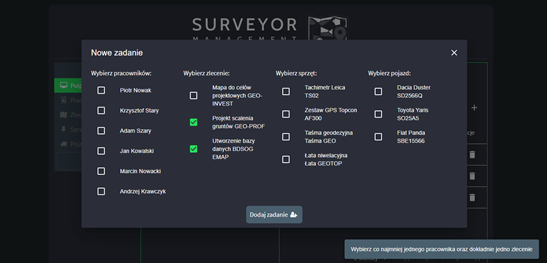 SURVEYOR
MANAGEMENT
Nowe zadanie
Wybierz pracowników:
Piotr Nowak
Krzysztof Stary
Adam Szary
Jan Kowalski
Marcin Nowacki
Andrzej Krawczyk
Wybierz zlecenie:
Mapa do celów
projektowych GEO-
INVEST
Projekt scalenia
gruntów GEO-PROF
Utworzenie bazy
danych BDSOG
EMAP
Wybierz sprzęt:
Tachimetr Leica
TS02
Zestaw GPS Topcon
AF300
Taśma geodezyjna
Taśma GEO
Łata niwelacyjna
Łata GEOTOP
Wybierz pojazd:
Dacia Duster
SO2566Q
Toyota Yaris
SO25A5
Fiat Panda
SBE15566
Dodaj zadanie
Wybierz co najmniej jednego pracownika oraz dokładnie jedno zlecenie